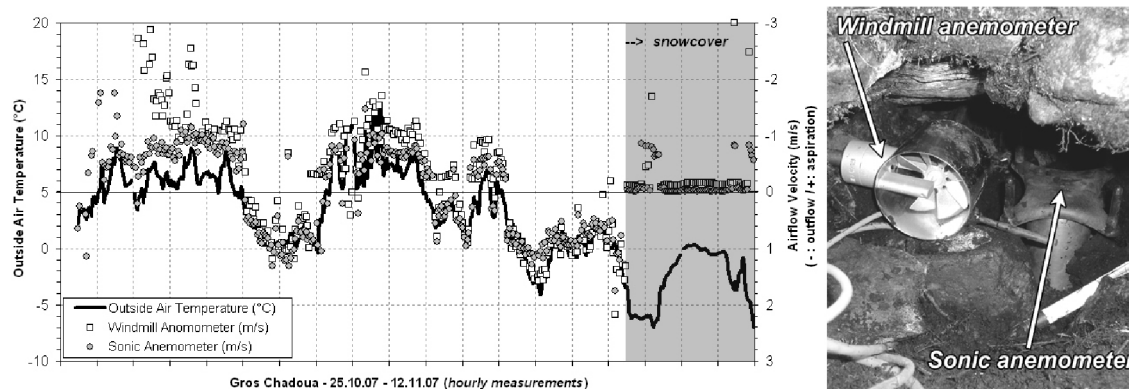 20
15
10
5
0
-5
-10
Outside Air Temperature (°C)
--> snowcover
Outside Air Temperature (°C)
Windmill Anomometer (m/s)
Sonic Anemometer (m/s)
-3
-2
-1
0
1
2
3
Airflow Velocity (m/s)
( - : outflow / +: aspiration)
Gros Chadoua - 25.10.07 - 12.11.07 (hourly measurements)
Windmill anemometer
Sonic anemometer